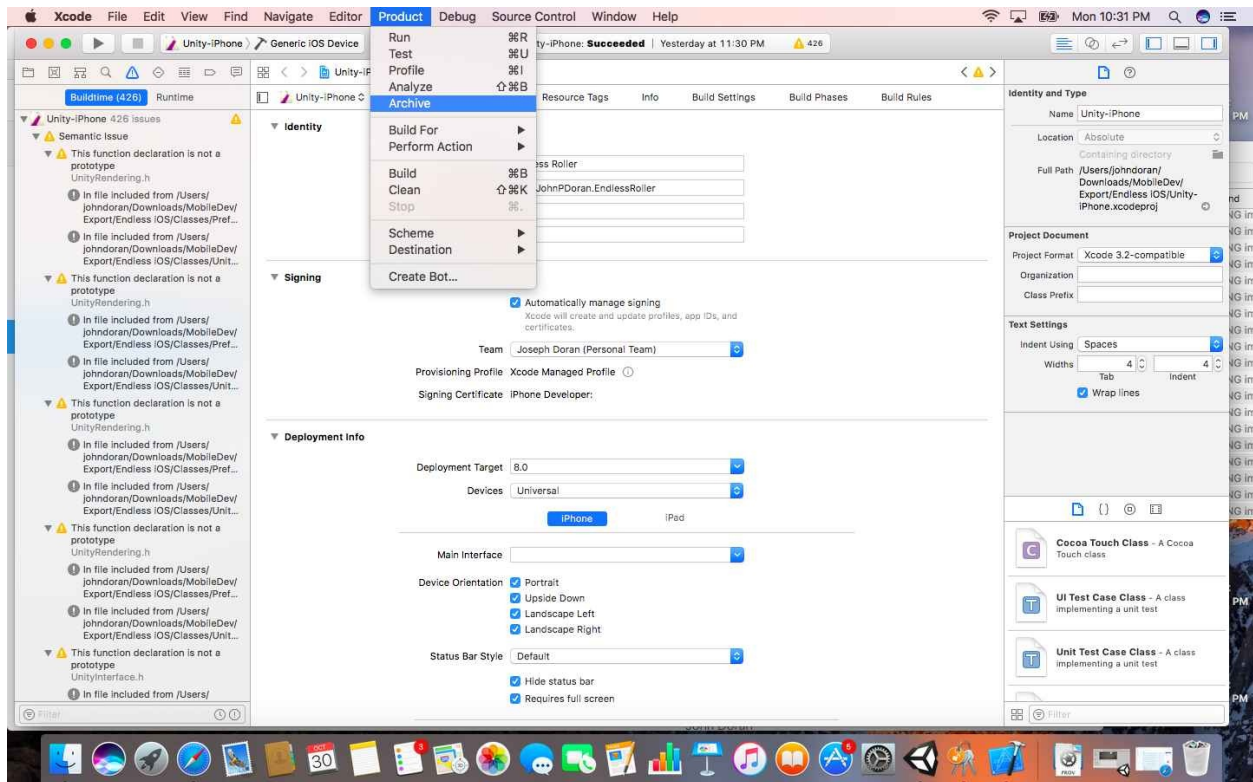 Xcode File Edit View Find Navigate Editor Product Debug Source Control Window Help Mon 10:31 PM
Unity-iPhone Generic iOS Device
ty-iPhone: Succeeded | Yesterday at 11:30 PM 426
Run ⌘R
Test ⌘U
Profile ⌘I
Analyze ⇧⌘B
Archive
Build For
Perform Action
Build ⌘B
Clean ⇧⌘K
Stop ⌘.
Scheme
Destination
Create Bot...
Buildtime (426) Runtime
Unity-iPhone 426 issues
Semantic Issue
This function declaration is not a
prototype
UnityRendering.h
In file included from /Users/
johndoran/Downloads/MobileDev/
Export/Endless iOS/Classes/Pref...
In file included from /Users/
johndoran/Downloads/MobileDev/
Export/Endless iOS/Classes/Unit...
This function declaration is not a
prototype
UnityRendering.h
In file included from /Users/
johndoran/Downloads/MobileDev/
Export/Endless iOS/Classes/Pref...
In file included from /Users/
johndoran/Downloads/MobileDev/
Export/Endless iOS/Classes/Unit...
This function declaration is not a
prototype
UnityRendering.h
In file included from /Users/
johndoran/Downloads/MobileDev/
Export/Endless iOS/Classes/Pref...
In file included from /Users/
johndoran/Downloads/MobileDev/
Export/Endless iOS/Classes/Unit...
This function declaration is not a
prototype
UnityRendering.h
In file included from /Users/
johndoran/Downloads/MobileDev/
Export/Endless iOS/Classes/Pref...
In file included from /Users/
johndoran/Downloads/MobileDev/
Export/Endless iOS/Classes/Unit...
This function declaration is not a
prototype
UnityInterface.h
In file included from /Users/
Filter
Unity-iP
Unity-iPhone
Resource Tags Info Build Settings Build Phases Build Rules
Identity
ess Roller
JohnPDoran.EndlessRoller
Signing
Automatically manage signing
Xcode will create and update profiles, app IDs, and
certificates.
Team Joseph Doran (Personal Team)
Provisioning Profile Xcode Managed Profile
Signing Certificate iPhone Developer:
Deployment Info
Deployment Target 8.0
Devices Universal
iPhone iPad
Main Interface
Device Orientation Portrait
Upside Down
Landscape Left
Landscape Right
Status Bar Style Default
Hide status bar
Requires full screen
Identity and Type
Name Unity-iPhone
Location Absolute
Containing directory
Full Path /Users/johndoran/
Downloads/MobileDev/
Export/Endless iOS/Unity-
iPhone.xcodeproj
Project Document
Project Format Xcode 3.2-compatible
Organization
Class Prefix
Text Settings
Indent Using Spaces
Widths 4 4
Tab Indent
Wrap lines
Cocoa Touch Class - A Cocoa
Touch class
UI Test Case Class - A class
implementing a unit test
Unit Test Case Class - A class
implementing a unit test
Filter
PM
PM
PM
OCT
30
3
5